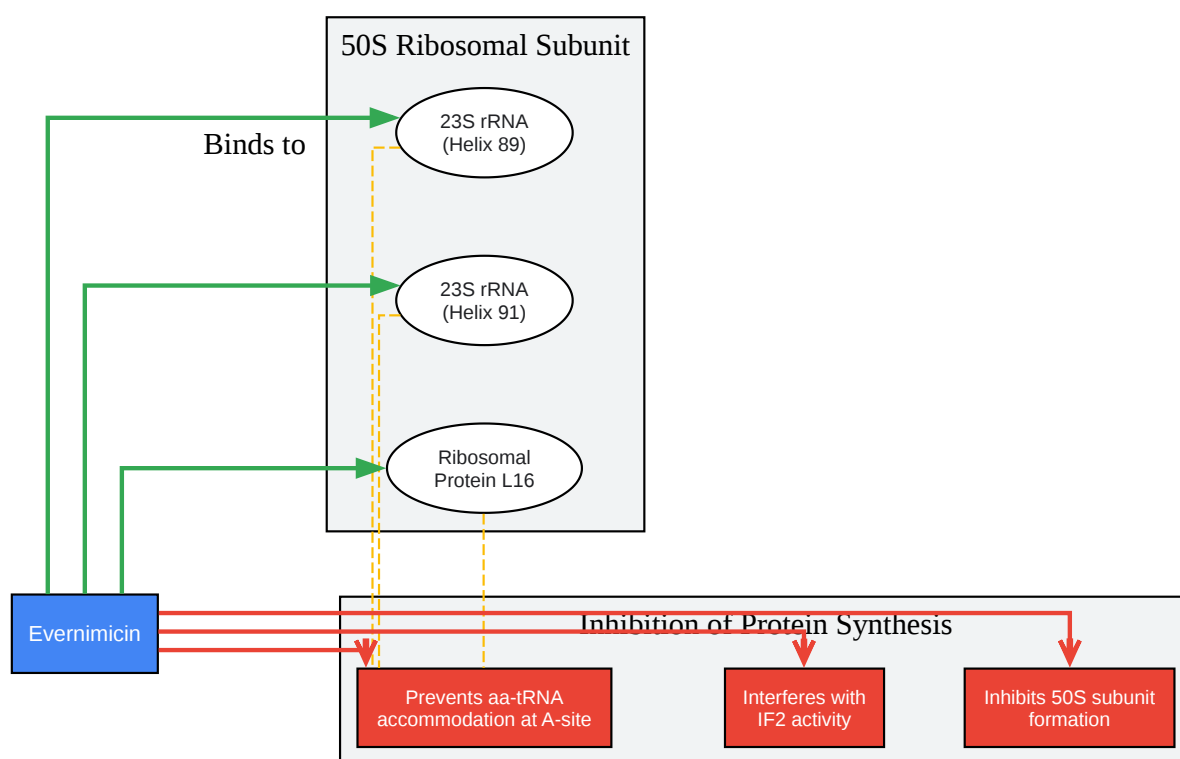 50S Ribosomal Subunit
23S rRNA
(Helix 89)
Binds to
23S rRNA
(Helix 91)
Ribosomal
Protein L16
Evernimicin
Inhibition of Protein Synthesis
Prevents aa-tRNA
accommodation at A-site
Interferes with
IF2 activity
Inhibits 50S subunit
formation